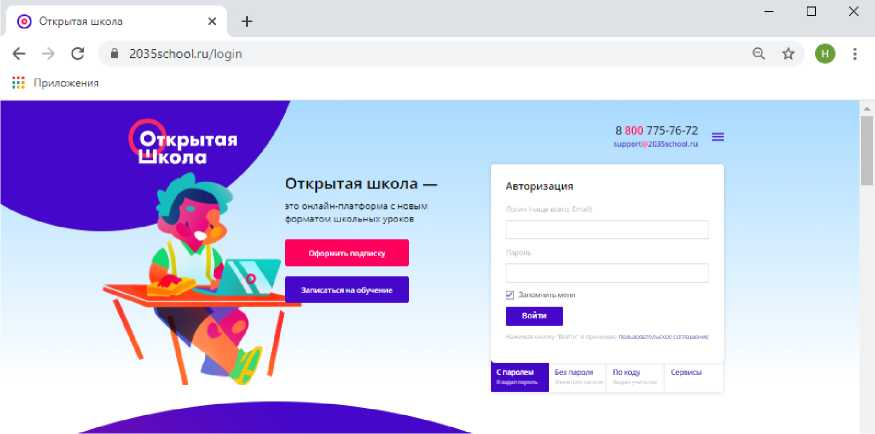 Открытая школа
2035school.ru/login
Н
Приложения
Открытая
Школа
8 800 775-76-72
support@2035school.ru
Открытая школа —
это онлайн-платформа с новым
форматом школьных уроков
Оформить подписку
Записаться на обучение
Авторизация
Логин (чаще всего, Email)
Пароль
Запомнить меня
Войти
Нажимая кнопку "Войти" я принимаю пользовательское соглашение
С паролем
Я задал пароль
Без пароля
По коду
Сервисы